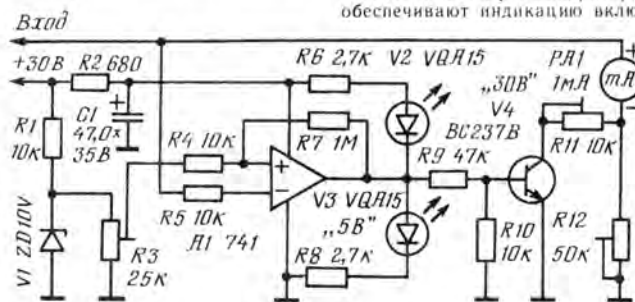 обеспечивают индикацию вклю
Вход
+30В
R2 680
R6 2,7к
V2 VQA15
PA1
1мА
mA
+
-
„30В"
V4
C1
47,0×
35В
+
R1
10к
R4 10к
R7 1М
ВС237В
R9 47к
R11 10к
+
-
V3 VQA15
R5 10к
A1 741
„5В"
R10
10к
R12
50к
V1 ZD10V
R3
25к
R8 2,7к